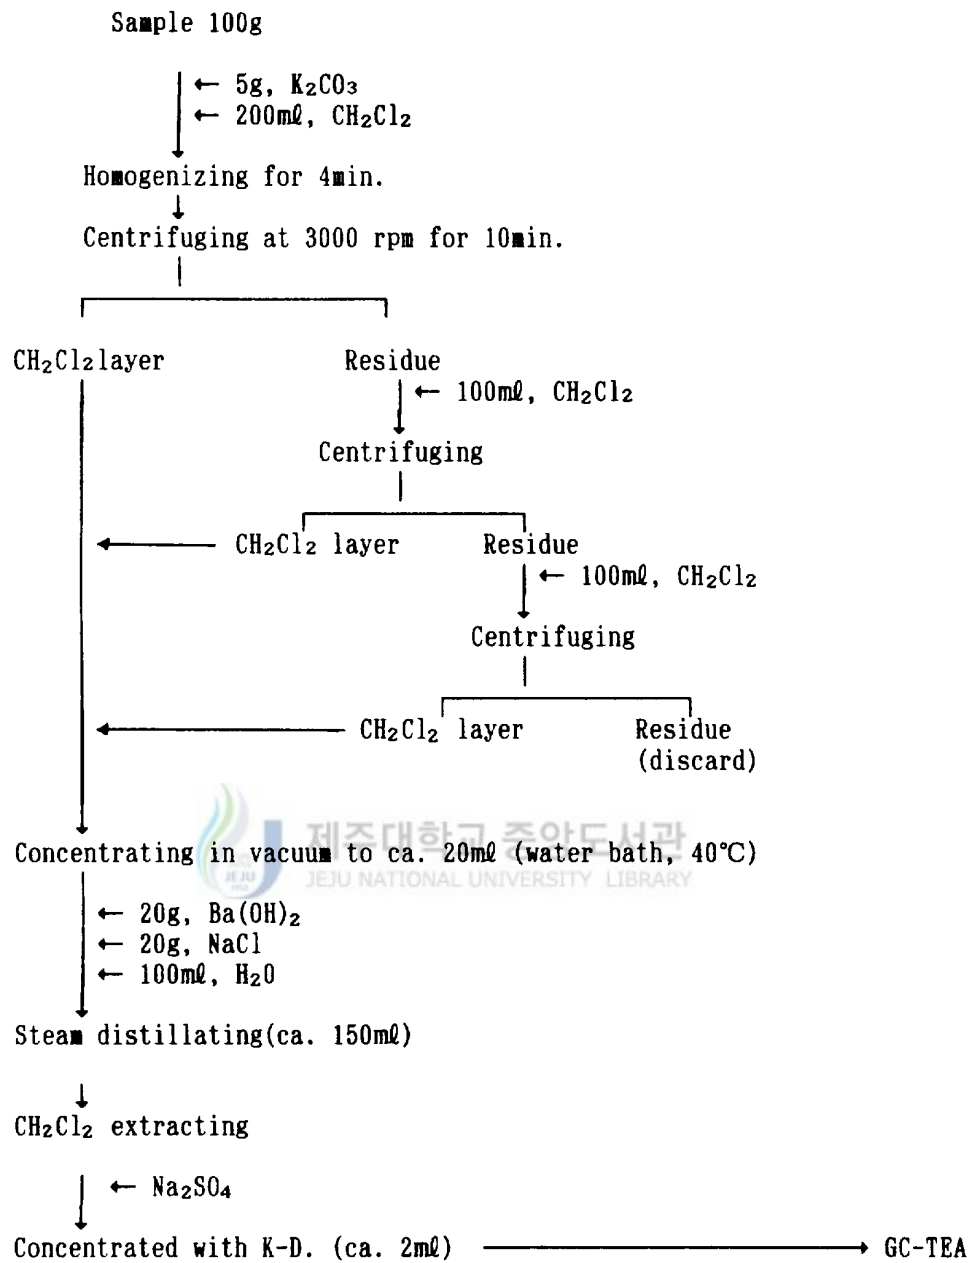 Sample 100g
← 5g, K₂CO₃
← 200mℓ, CH₂Cl₂
Homogenizing for 4min.
Centrifuging at 3000 rpm for 10min.
CH₂Cl₂layer Residue
← 100mℓ, CH₂Cl₂
Centrifuging
CH₂Cl₂ layer Residue
← 100mℓ, CH₂Cl₂
Centrifuging
CH₂Cl₂ layer Residue
(discard)
제주대학교 중앙도서관
Concentrating in vacuum to ca. 20mℓ (water bath, 40℃)
JEJU NATIONAL UNIVERSITY LIBRARY
JEJU
← 20g, Ba(OH)₂
← 20g, NaCl
← 100mℓ, H₂O
Steam distillating(ca. 150mℓ)
CH₂Cl₂ extracting
← Na₂SO₄
Concentrated with K-D. (ca. 2mℓ) → GC-TEA